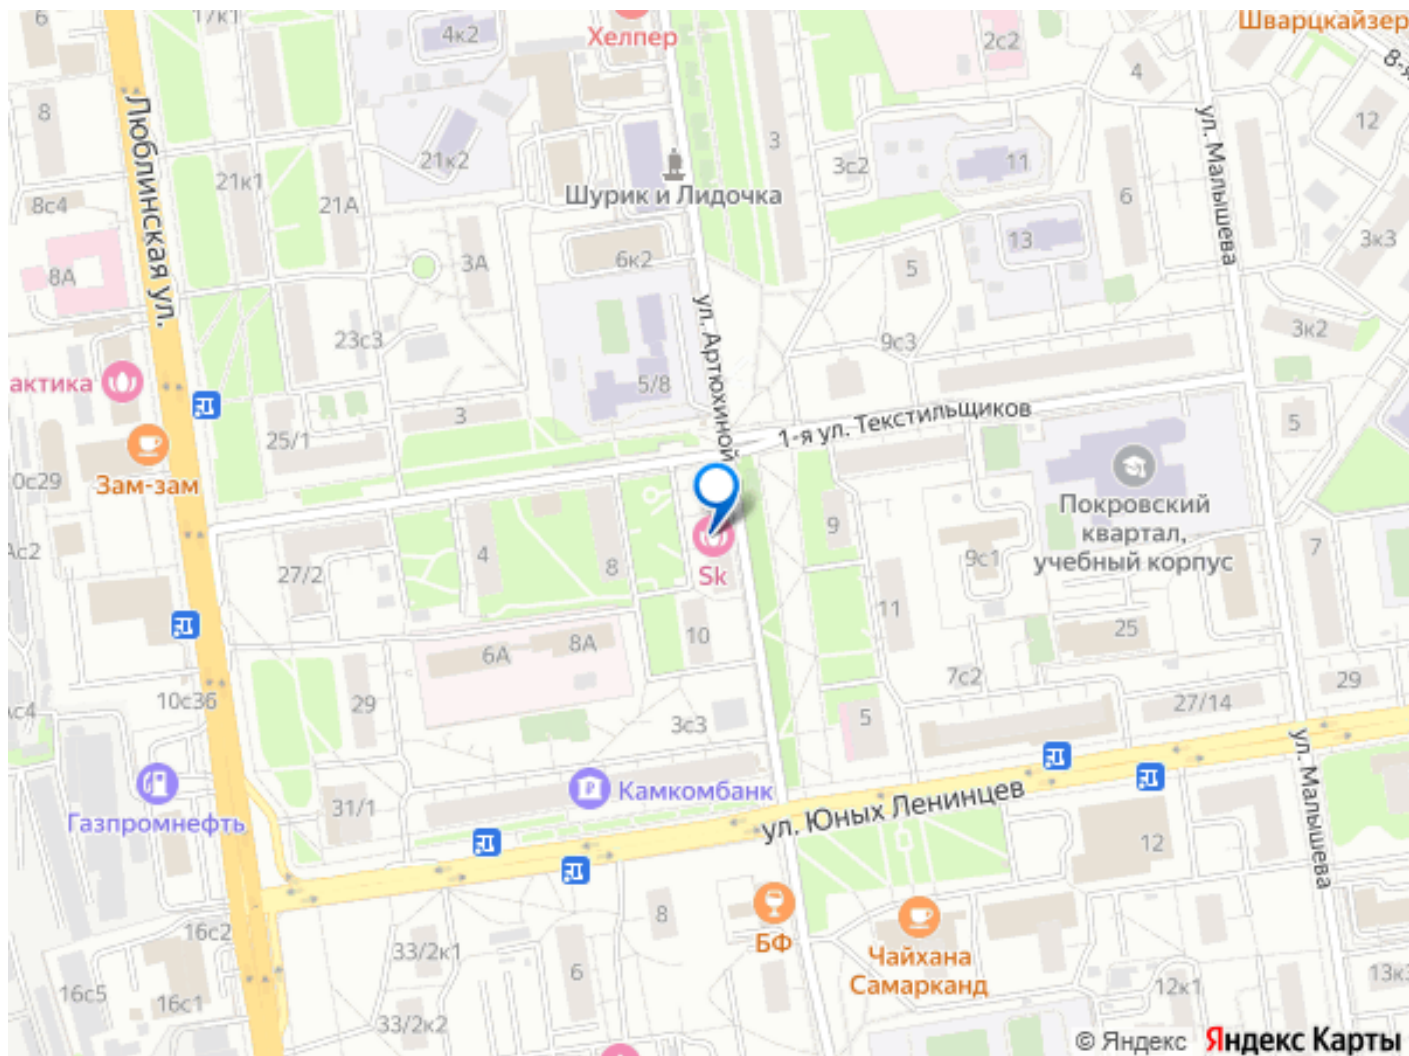 6
17к1
4к2
Хелпер
2с2
Шварцкайзер
4
8-я
8
Люблинская ул.
21к2
3
3с2
11
ул. Малышева
12
21к1
Шурик и Лидочка
6
8с4
21А
13
3к3
8А
3А
6к2
5
ул. Артюхиной
23с3
9с3
3к2
актика
5/8
3
1-я ул. Текстильщиков
5
25/1
Зам-зам
0с29
Покровский
квартал,
учебный корпус
9
4
8
9с1
7
27/2
Sk
11
10
25
6А
8А
7с2
29
10с36
29
27/14
3с3
5
ул. Малышева
31/1
Камкомбанк
Газпромнефть
ул. Юных Ленинцев
12
8
16с2
33/2к1
БФ
Чайхана
Самарканд
6
16с5
16с1
12к1
13к3
33/2к2
© Яндекс Яндекс Карты